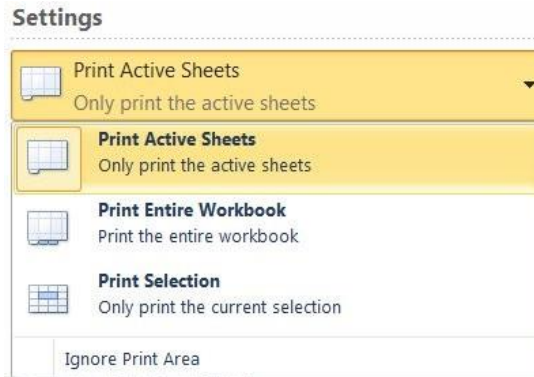 Settings
Print Active Sheets
Only print the active sheets
Print Active Sheets
Only print the active sheets
Print Entire Workbook
Print the entire workbook
Print Selection
Only print the current selection
Ignore Print Area